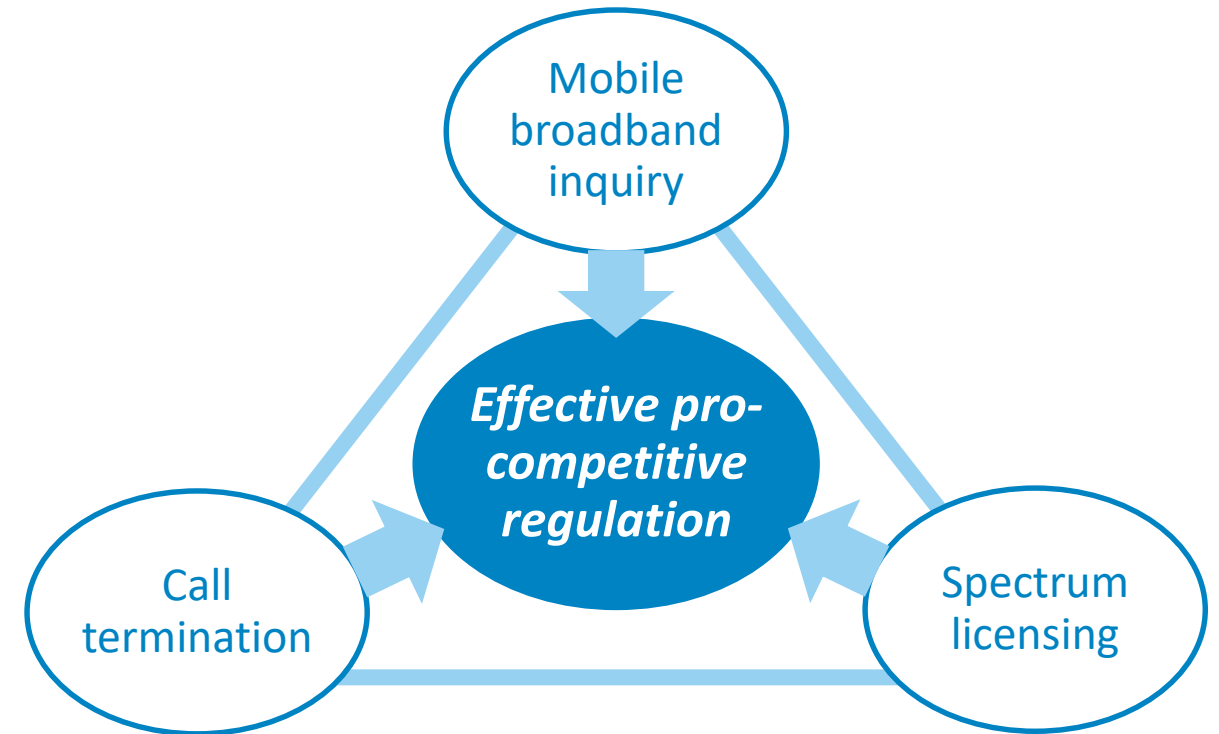 Mobile
broadband
inquiry
Effective pro-
competitive
regulation
Call
termination
Spectrum
licensing